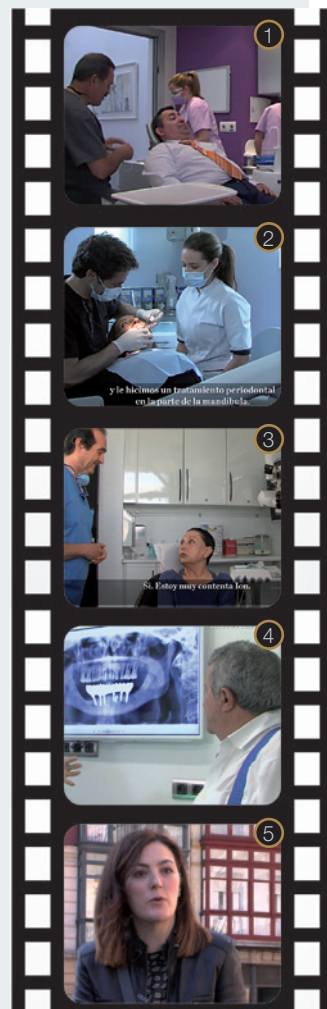 1
2
y le hicimos un tratamiento periodontal
en la parte de la mandíbula.
3
Si. Estoy muy contenta Ion.
4
5